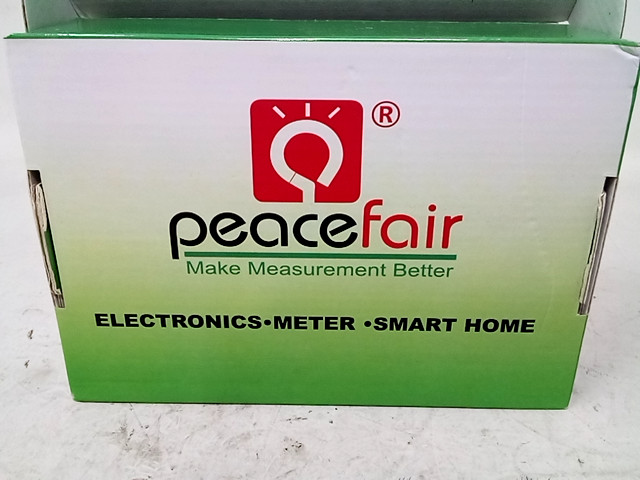 ®
peacefair
Make Measurement Better
ELECTRONICS•METER •SMART HOME